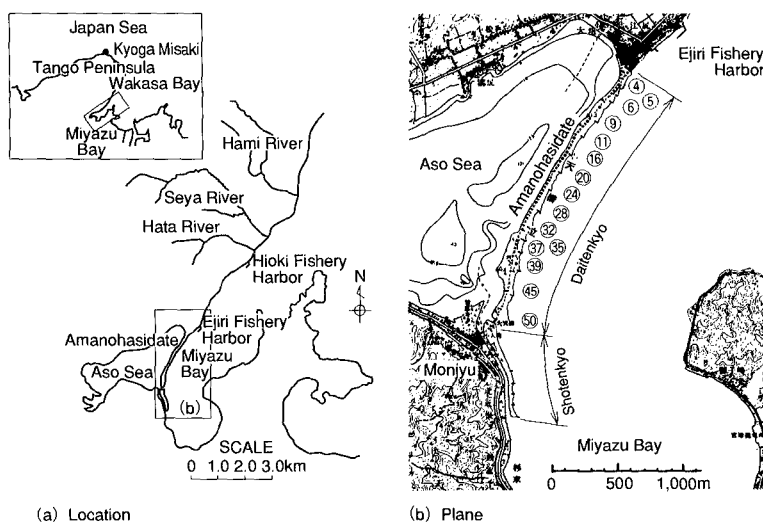 Japan Sea
Kyoga Misaki
Tango Peninsula
Wakasa Bay
Miyazu
Bay
Hami River
Seya River
Hata River
Hioki Fishery
Harbor
N
Amanohasidate
Ejiri Fishery
Harbor
Miyazu
Bay
Aso Sea
(b)
SCALE
0 1.0 2.0 3.0km
(a) Location
Ejiri Fishery
Harbor
Aso Sea
Amanohasidate
4
5
6
9
11
16
20
24
28
32
35
37
39
45
50
Daitenkyo
Shotenkyo
Monjyu
Miyazu Bay
0 500 1,000m
(b) Plane